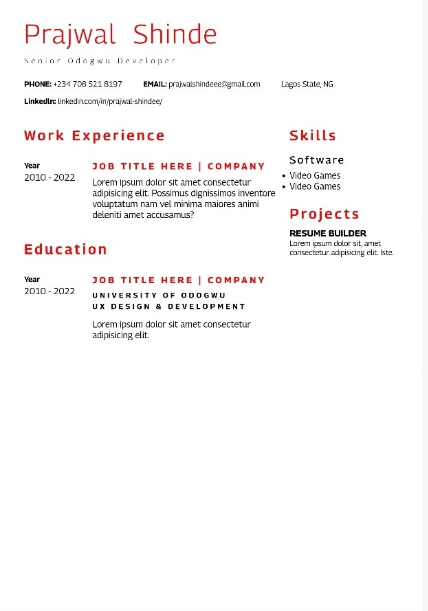 Prajwal Shinde
Senior Odogwu Developer
PHONE: +234 708 521 8197 EMAIL: prajwalshindeee@gmail.com Lagos State, NG
LinkedIn: linkedin.com/in/prajwal-shindee/
Work Experience
Year
2010 - 2022
JOB TITLE HERE | COMPANY
Lorem ipsum dolor sit amet consectetur
adipisicing elit. Possimus dignissimos inventore
voluptatum nam vel minima maiores animi
deleniti amet accusamus?
Education
Year
2010 - 2022
JOB TITLE HERE | COMPANY
UNIVERSITY OF ODOGWU
UX DESIGN & DEVELOPMENT
Lorem ipsum dolor sit amet consectetur
adipisicing elit.
Skills
Software
• Video Games
• Video Games
Projects
RESUME BUILDER
Lorem ipsum dolor sit, amet
consectetur adipisicing elit. Iste.